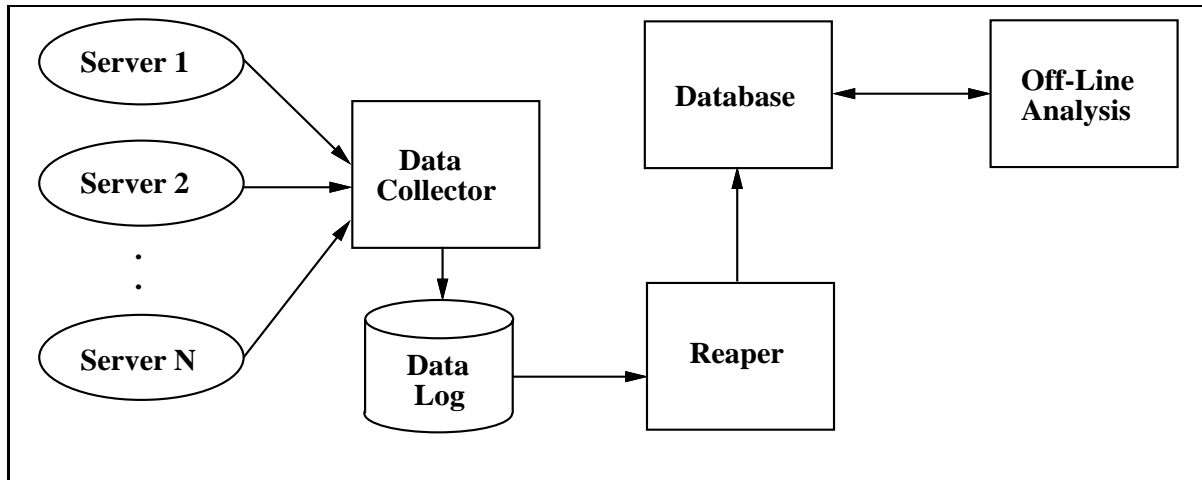 Server 1
Server 2
.
.
Server N
Data
Collector
Data
Log
Database
Reaper
Off-Line
Analysis